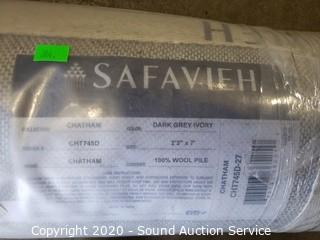 SAFAVIEH
CHATHAM COLOR: DARK GREY IVORY
CHT745D 2'3" x 7'
CHATHAM 100% WOOL PILE
CHATHAM
CHT745D-27
Copyright 2020 - Sound Auction Service